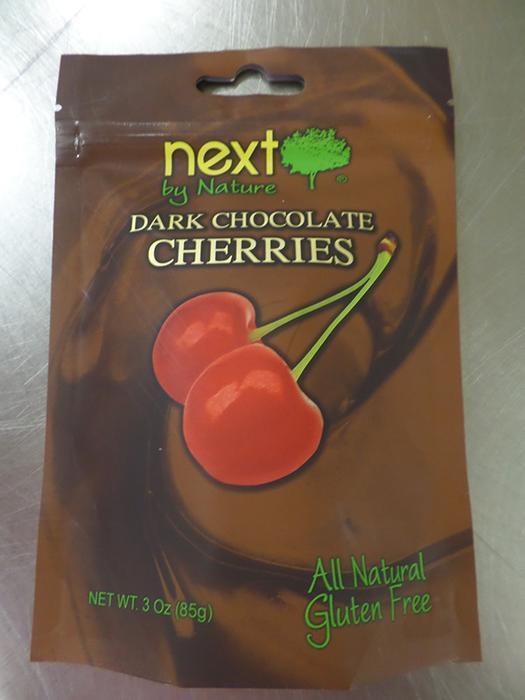 next
by Nature ®
DARK CHOCOLATE
CHERRIES
All Natural
Gluten Free
NET WT. 3 Oz (85g)